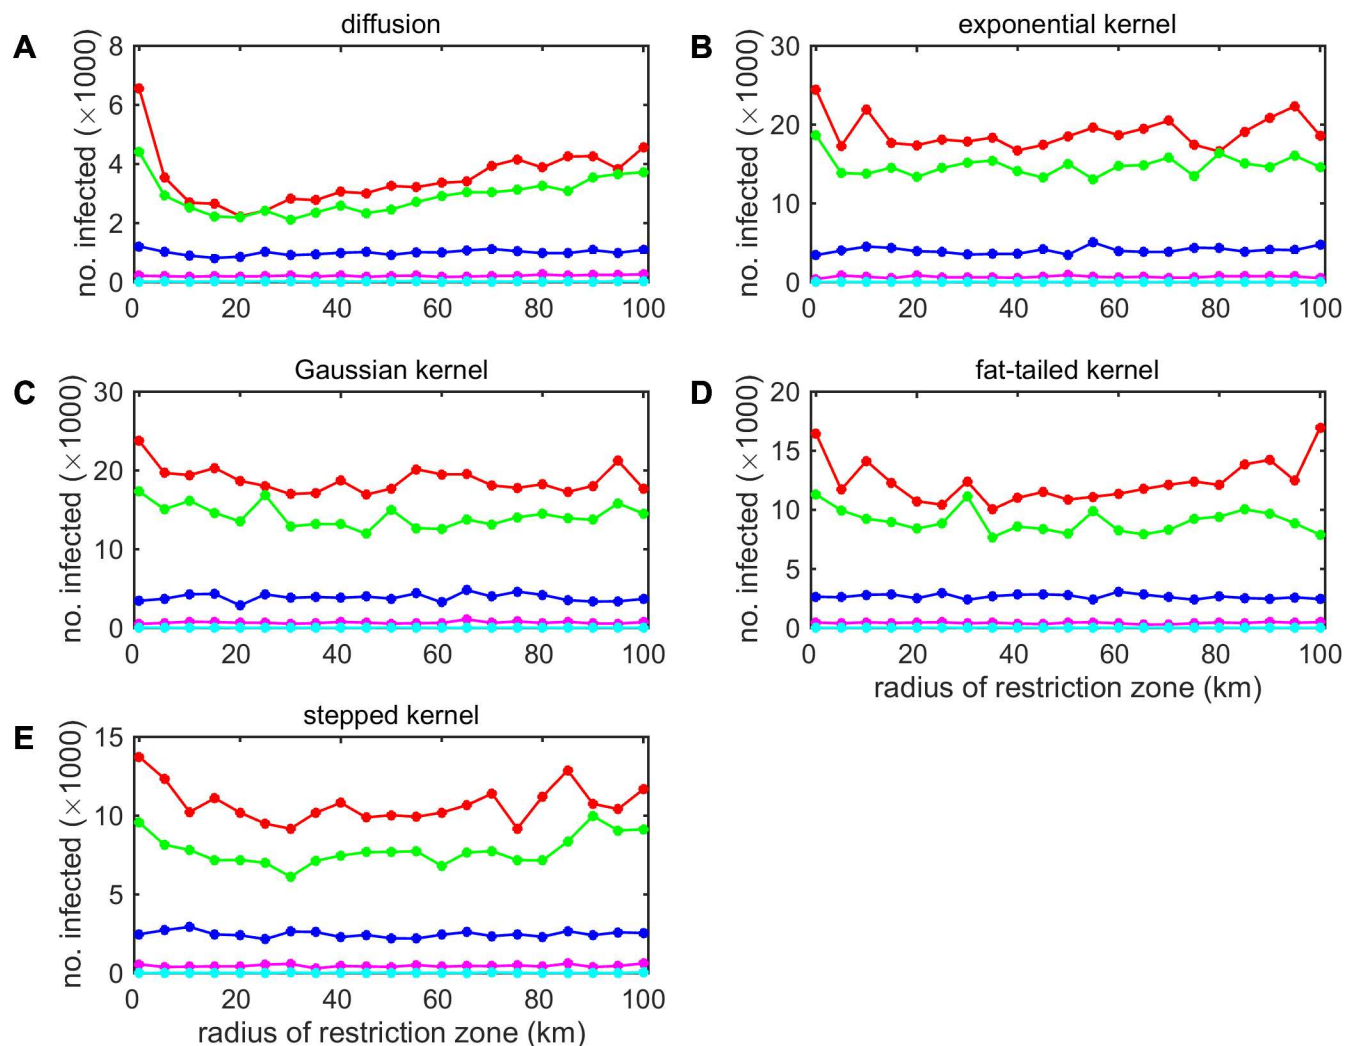 A
diffusion
no. infected (×1000)
8
6
4
2
0
0 20 40 60 80 100
B
exponential kernel
no. infected (×1000)
30
20
10
0
0 20 40 60 80 100
C
Gaussian kernel
no. infected (×1000)
30
20
10
0
0 20 40 60 80 100
D
fat-tailed kernel
no. infected (×1000)
20
15
10
5
0
0 20 40 60 80 100
radius of restriction zone (km)
E
stepped kernel
no. infected (×1000)
15
10
5
0
0 20 40 60 80 100
radius of restriction zone (km)